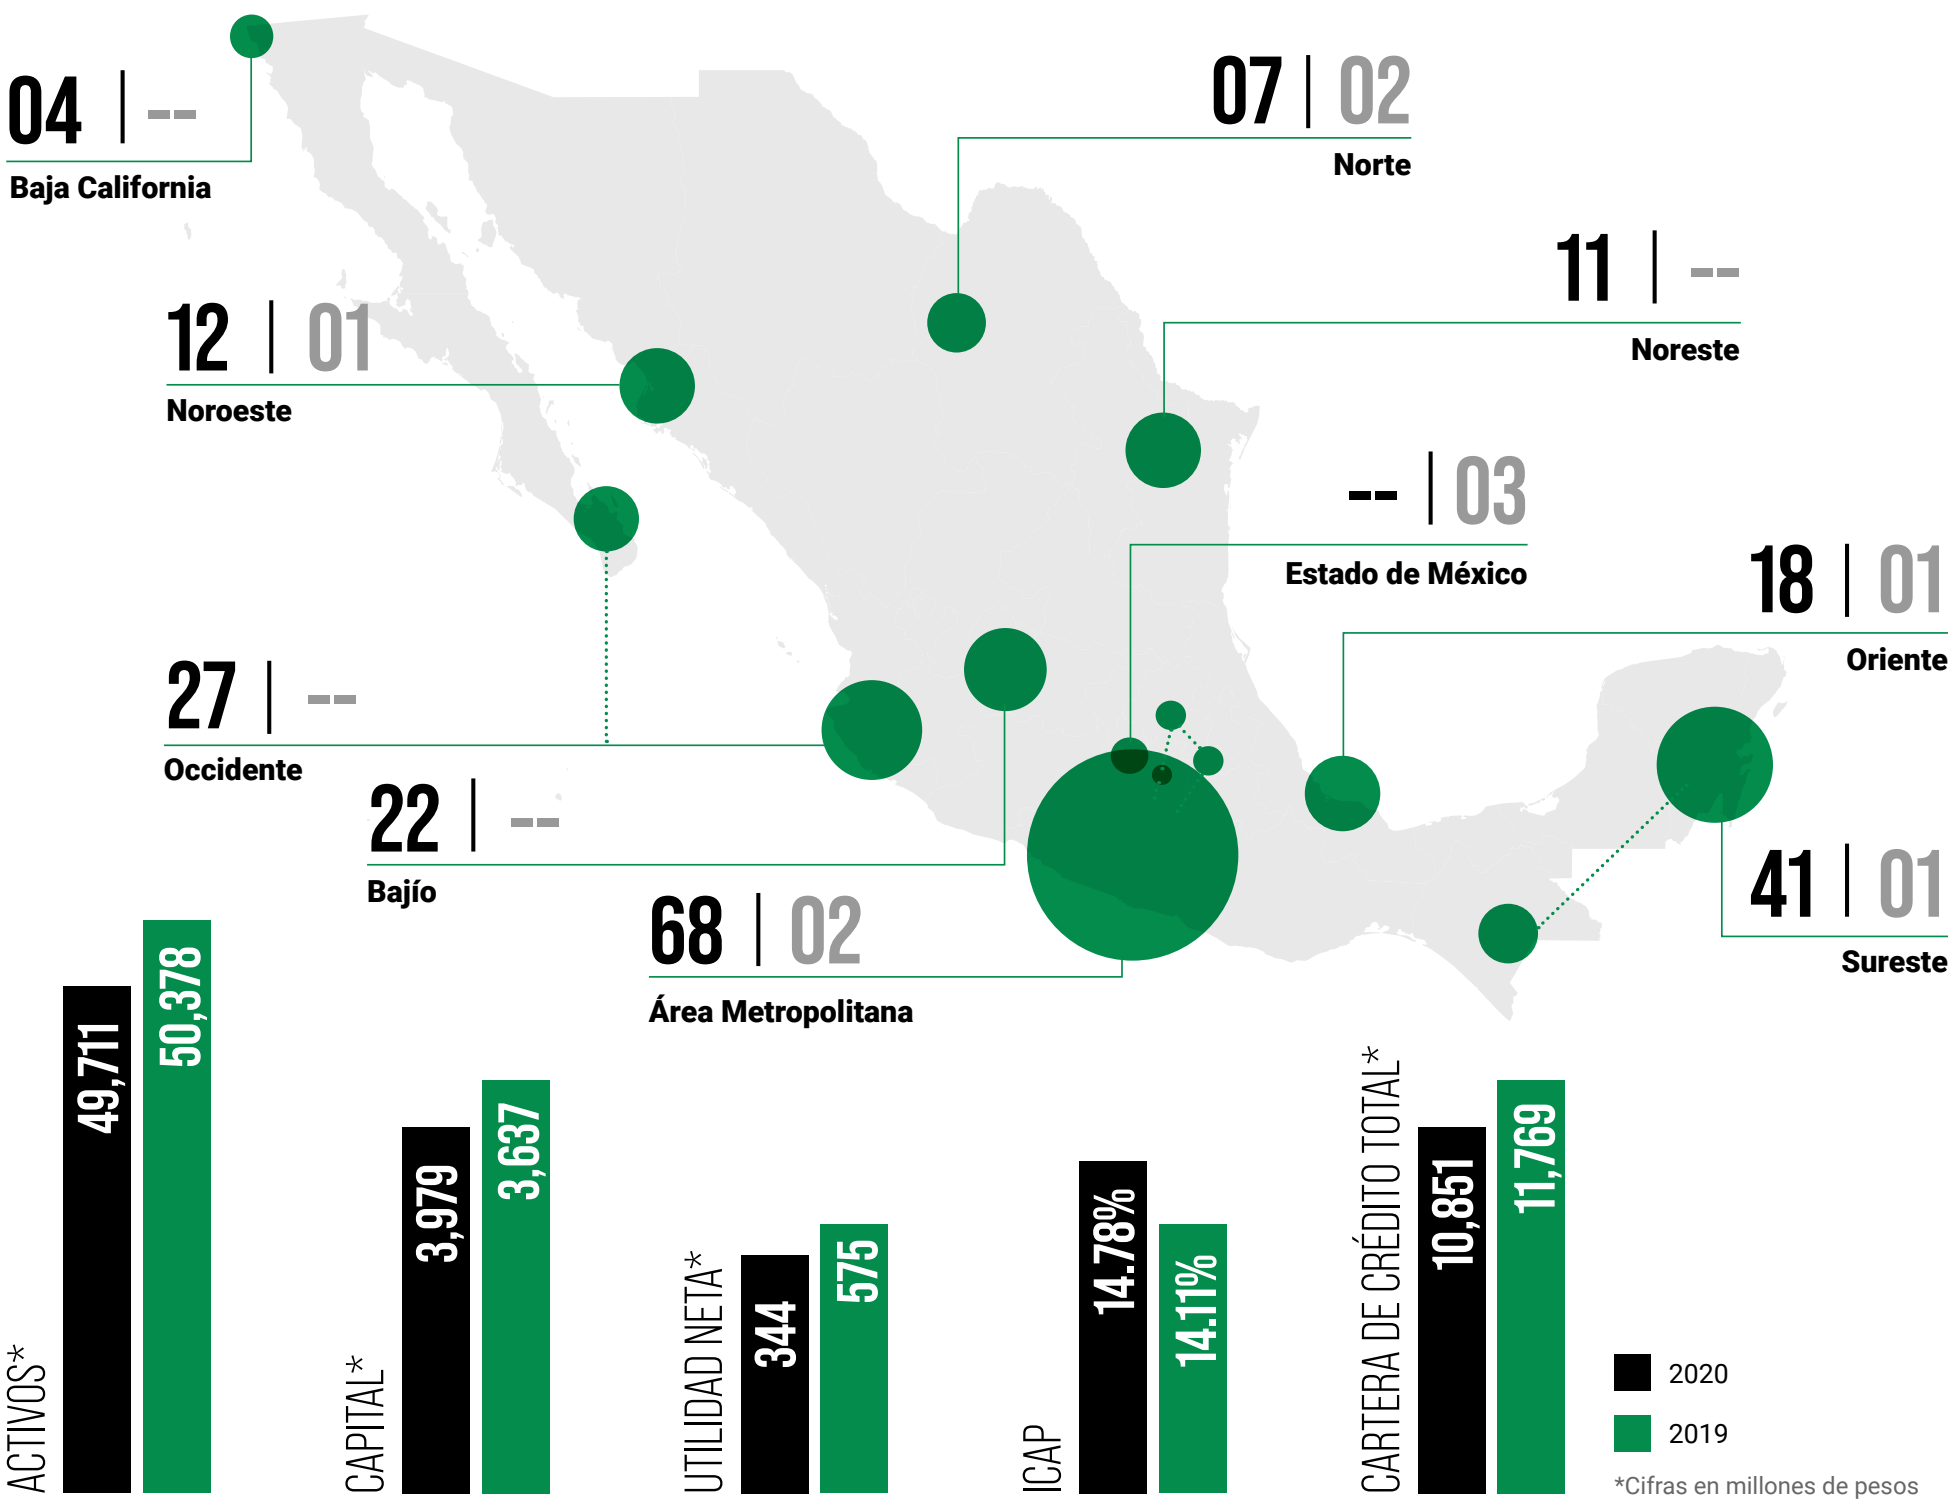 04 | --
Baja California
07 | 02
Norte
11 | --
Noreste
12 | 01
Noroeste
-- | 03
Estado de México
18 | 01
Oriente
27 | --
Occidente
22 | --
Bajío
41 | 01
Sureste
68 | 02
Área Metropolitana
ACTIVOS*
49,711
50,378
CAPITAL*
3,979
3,637
UTILIDAD NETA*
344
575
ICAP
14.78%
14.11%
CARTERA DE CRÉDITO TOTAL*
10,851
11,769
2020
2019
*Cifras en millones de pesos